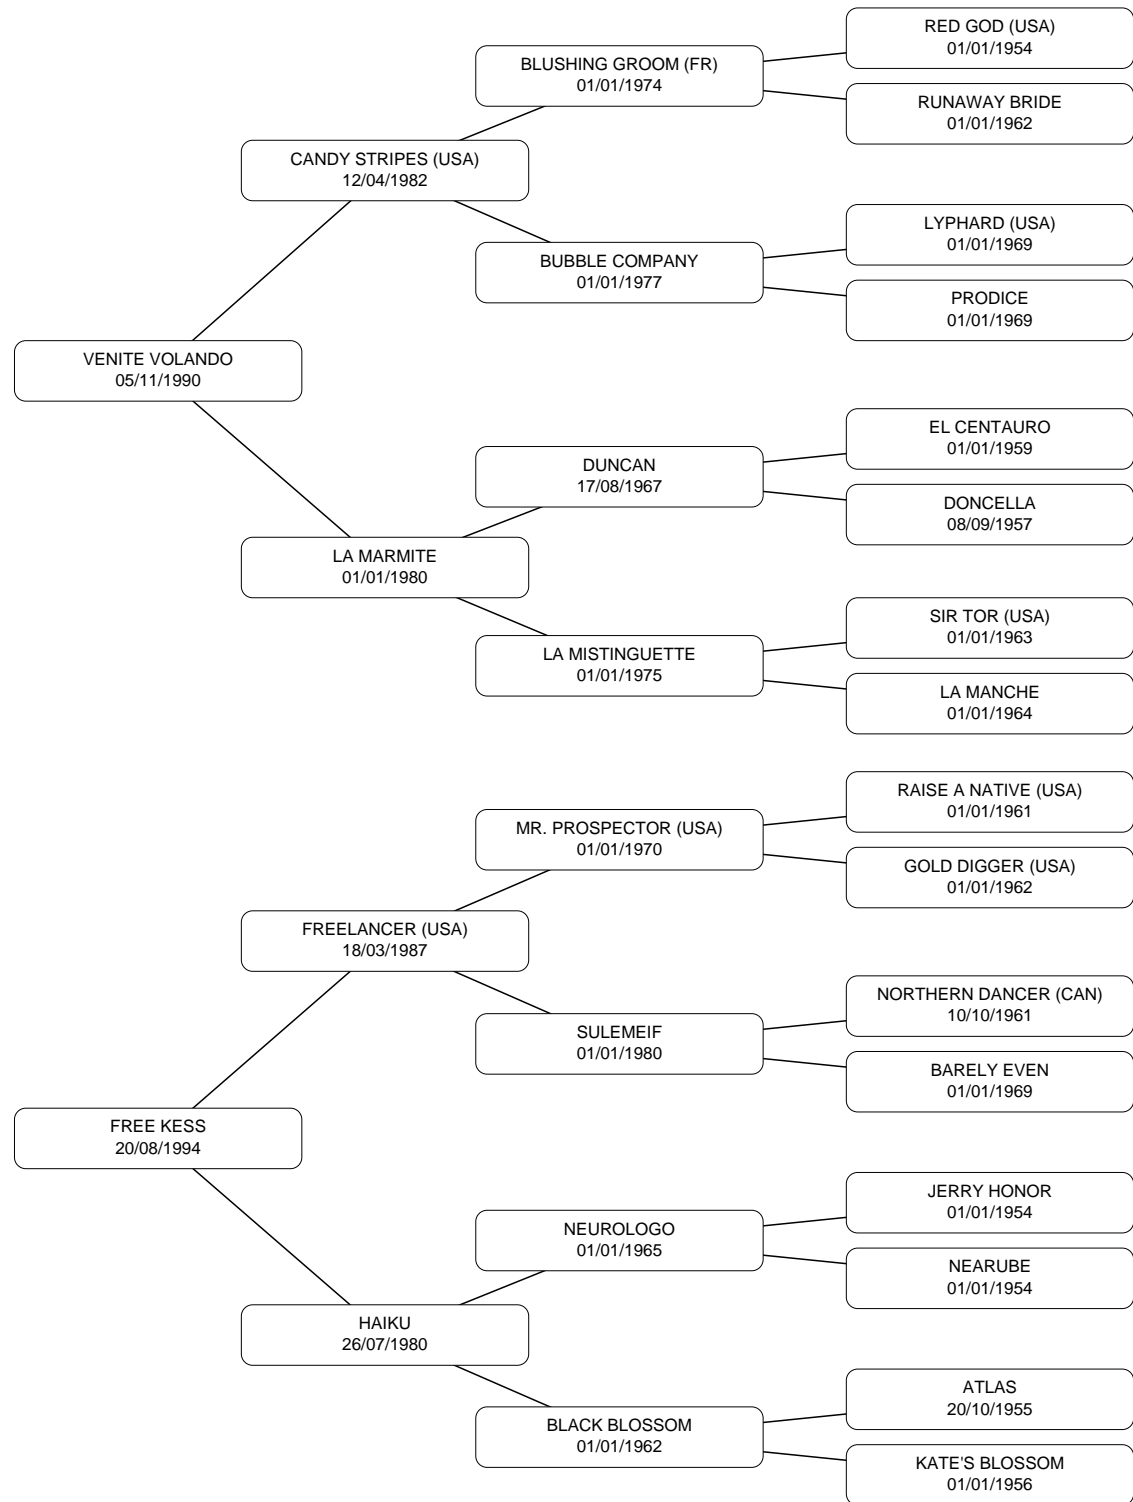 RED GOD (USA)
01/01/1954
BLUSHING GROOM (FR)
01/01/1974
RUNAWAY BRIDE
01/01/1962
CANDY STRIPES (USA)
12/04/1982
LYPHARD (USA)
01/01/1969
BUBBLE COMPANY
01/01/1977
PRODICE
01/01/1969
VENITE VOLANDO
05/11/1990
EL CENTAURO
01/01/1959
DUNCAN
17/08/1967
DONCELLA
08/09/1957
LA MARMITE
01/01/1980
SIR TOR (USA)
01/01/1963
LA MISTINGUETTE
01/01/1975
LA MANCHE
01/01/1964
RAISE A NATIVE (USA)
01/01/1961
MR. PROSPECTOR (USA)
01/01/1970
GOLD DIGGER (USA)
01/01/1962
FREELANCER (USA)
18/03/1987
NORTHERN DANCER (CAN)
10/10/1961
SULEMEIF
01/01/1980
BARELY EVEN
01/01/1969
FREE KESS
20/08/1994
JERRY HONOR
01/01/1954
NEUROLOGO
01/01/1965
NEARUBE
01/01/1954
HAIKU
26/07/1980
ATLAS
20/10/1955
BLACK BLOSSOM
01/01/1962
KATE'S BLOSSOM
01/01/1956